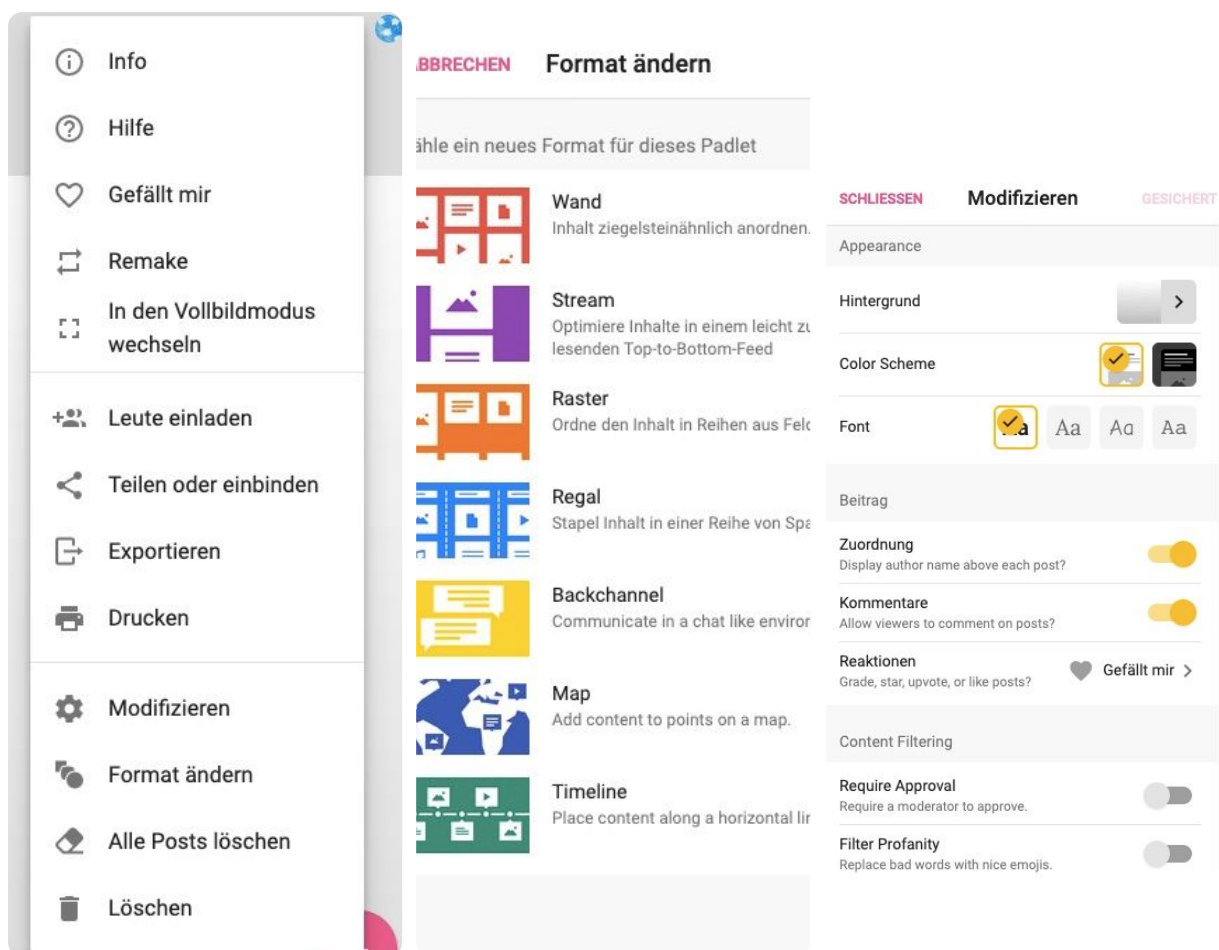 Info
Hilfe
Gefällt mir
Remake
In den Vollbildmodus
wechseln
Leute einladen
Teilen oder einbinden
Exportieren
Drucken
Modifizieren
Format ändern
Alle Posts löschen
Löschen
BBRECHEN
Format ändern
ähle ein neues Format für dieses Padlet
Wand
Inhalt ziegelsteinähnlich anordnen.
Stream
Optimiere Inhalte in einem leicht zu
lesenden Top-to-Bottom-Feed
Raster
Ordne den Inhalt in Reihen aus Feld
Regal
Stapel Inhalt in einer Reihe von Spa
Backchannel
Communicate in a chat like environ
Map
Add content to points on a map.
Timeline
Place content along a horizontal lin
SCHLIESSEN
Modifizieren
GESICHERT
Appearance
Hintergrund
Color Scheme
Font
Aa Aa Aa
Beitrag
Zuordnung
Display author name above each post?
Kommentare
Allow viewers to comment on posts?
Reaktionen
Grade, star, upvote, or like posts?
Gefällt mir
Content Filtering
Require Approval
Require a moderator to approve.
Filter Profanity
Replace bad words with nice emojis.